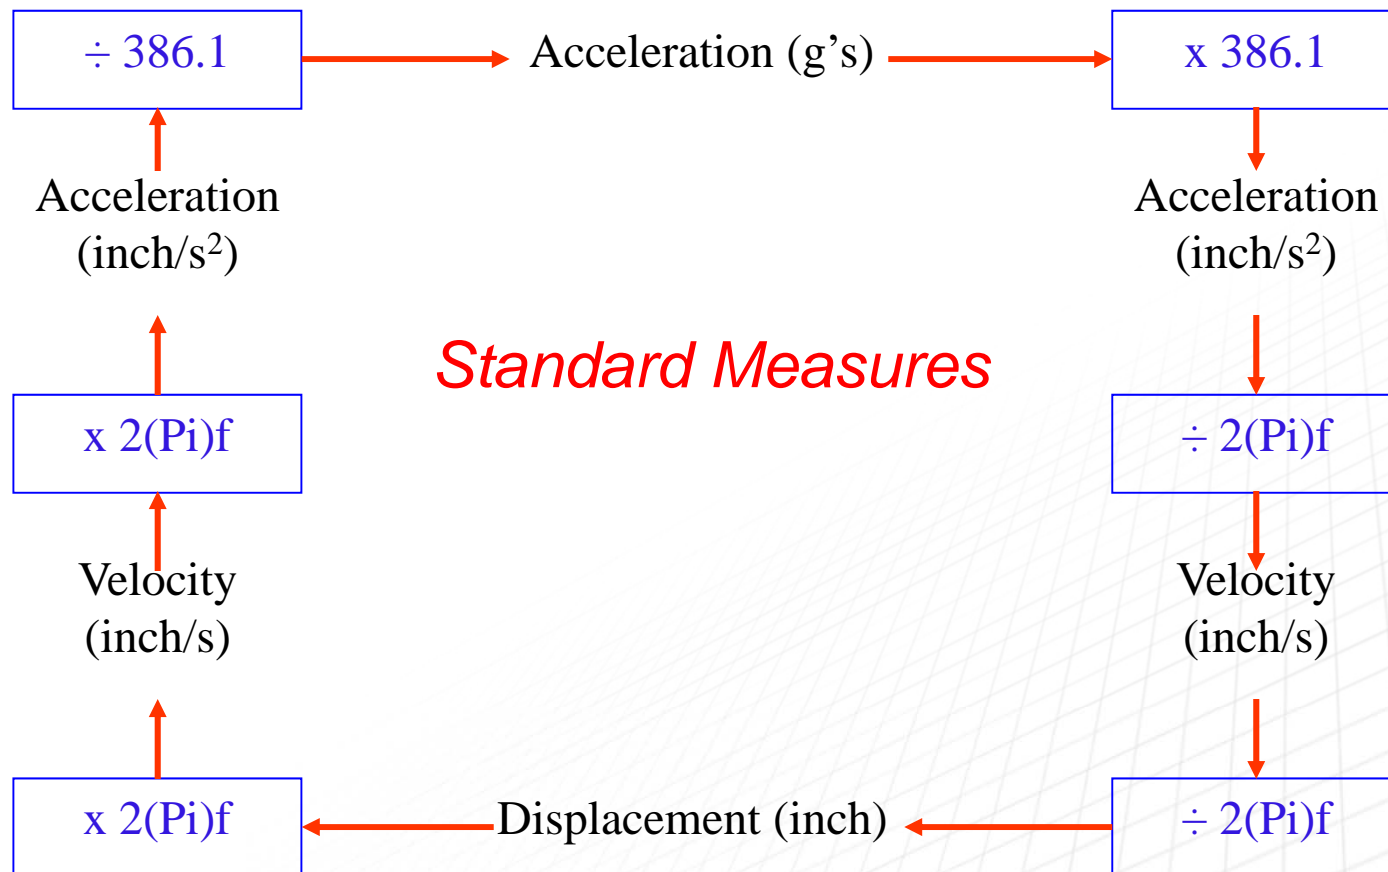 ÷ 386.1
Acceleration (g’s)
x 386.1
Acceleration
(inch/s²)
Acceleration
(inch/s²)
Standard Measures
x 2(Pi)f
÷ 2(Pi)f
Velocity
(inch/s)
Velocity
(inch/s)
x 2(Pi)f
Displacement (inch)
÷ 2(Pi)f